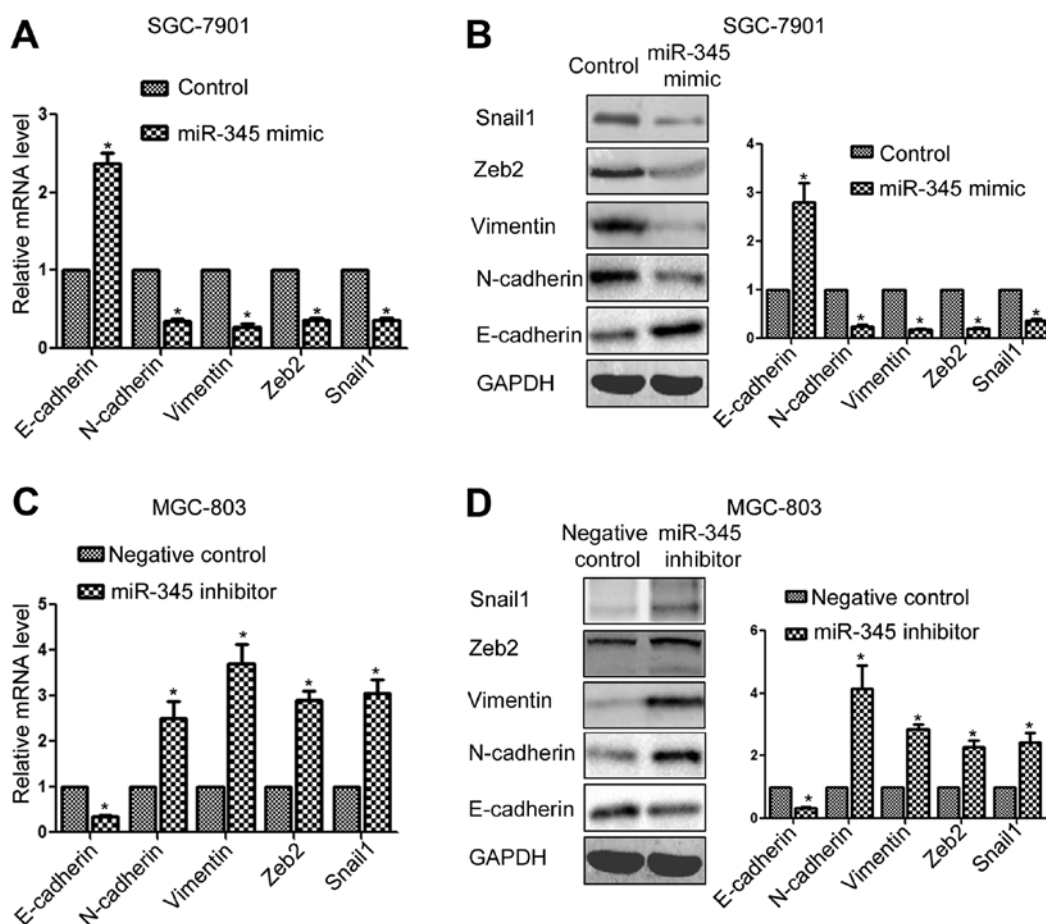 A
SGC-7901
Control
miR-345 mimic
Relative mRNA level
3
2
1
0
*
*
*
*
*
E-cadherin
N-cadherin
Vimentin
Zeb2
Snail1
B
SGC-7901
Control
miR-345
mimic
Snail1
Zeb2
Vimentin
N-cadherin
E-cadherin
GAPDH
Control
miR-345 mimic
4
3
2
1
0
*
*
*
*
*
E-cadherin
N-cadherin
Vimentin
Zeb2
Snail1
C
MGC-803
Negative control
miR-345 inhibitor
Relative mRNA level
5
4
3
2
1
0
*
*
*
*
*
E-cadherin
N-cadherin
Vimentin
Zeb2
Snail1
D
MGC-803
Negative
control
miR-345
inhibitor
Snail1
Zeb2
Vimentin
N-cadherin
E-cadherin
GAPDH
Negative control
miR-345 inhibitor
6
4
2
0
*
*
*
*
*
E-cadherin
N-cadherin
Vimentin
Zeb2
Snail1